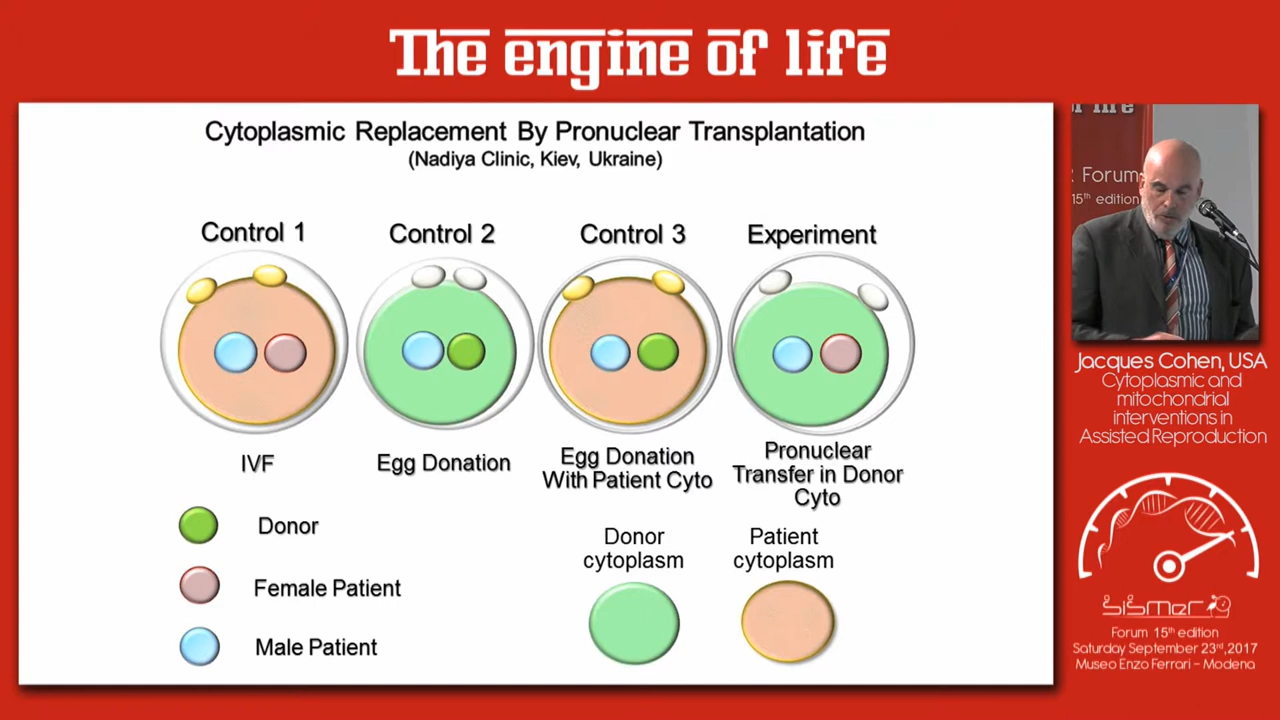 The engine of life
Cytoplasmic Replacement By Pronuclear Transplantation
(Nadiya Clinic, Kiev, Ukraine)
Control 1
Control 2
Control 3
Experiment
IVF
Egg Donation
Egg Donation
With Patient Cyto
Pronuclear
Transfer in Donor
Cyto
Donor
Female Patient
Male Patient
Donor
cytoplasm
Patient
cytoplasm
Forum
15th edition
Jacques Cohen, USA
Cytoplasmic and
mitochondrial
interventions in
Assisted Reproduction
SISMER
Forum 15th edition
Saturday September 23rd,2017
Museo Enzo Ferrari - Modena